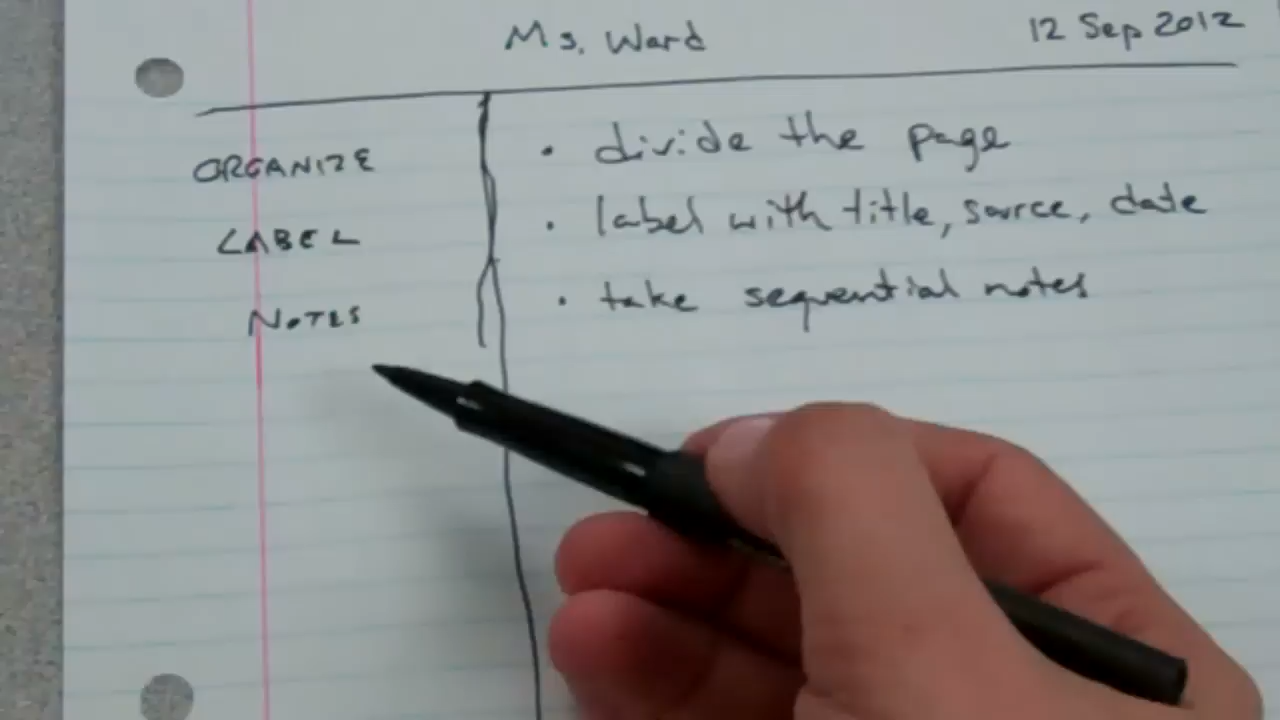 Ms. Ward 12 Sep 2012
ORGANIZE • divide the page
LABEL • label with title, source, date
NOTES • take sequential notes